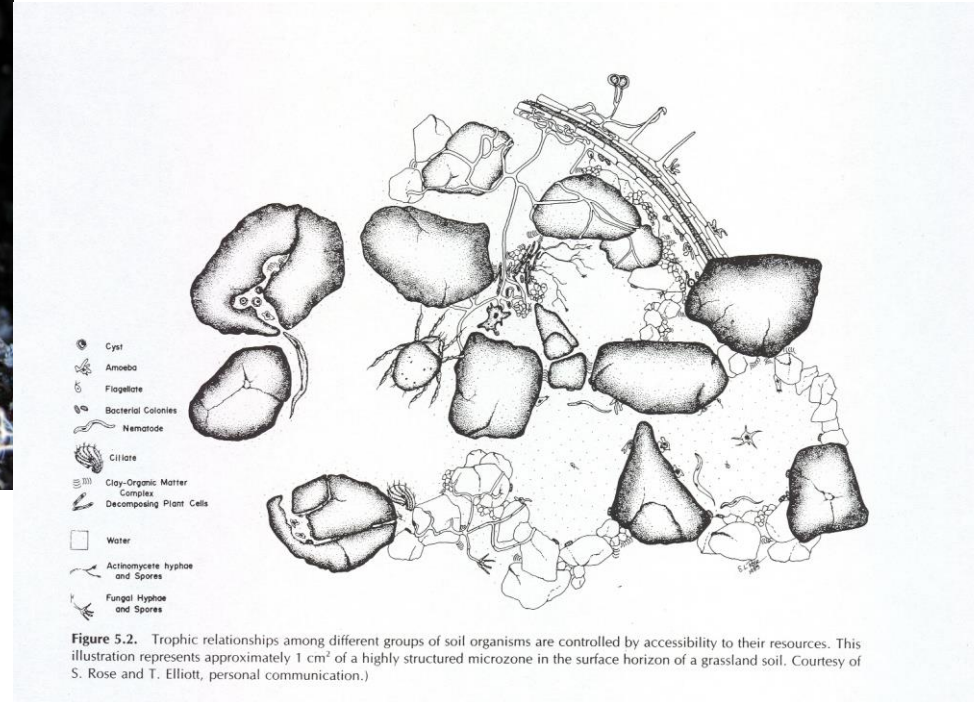 Cyst
Amoeba
Flagellate
Bacterial Colonies
Nematode
Ciliate
Clay-Organic Matter
Complex
Decomposing Plant Cells
Water
Actinomycete hyphae
and Spores
Fungal Hyphae
and Spores
Figure 5.2. Trophic relationships among different groups of soil organisms are controlled by accessibility to their resources. This
illustration represents approximately 1 cm² of a highly structured microzone in the surface horizon of a grassland soil. Courtesy of
S. Rose and T. Elliott, personal communication.)